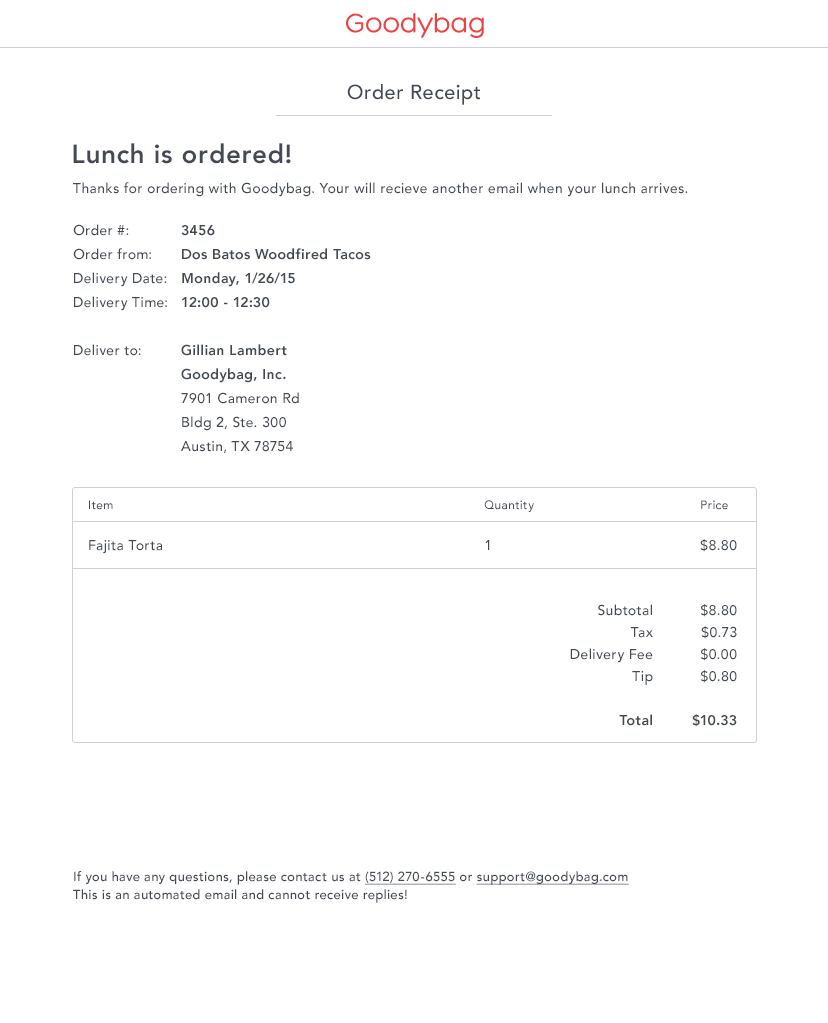 Goodybag
Order Receipt
Lunch is ordered!
Thanks for ordering with Goodybag. Your will recieve another email when your lunch arrives.
Order #: 3456
Order from: Dos Batos Woodfired Tacos
Delivery Date: Monday, 1/26/15
Delivery Time: 12:00 - 12:30
Deliver to: Gillian Lambert
Goodybag, Inc.
7901 Cameron Rd
Bldg 2, Ste. 300
Austin, TX 78754
Item Quantity Price
Fajita Torta 1 $8.80
Subtotal $8.80
Tax $0.73
Delivery Fee $0.00
Tip $0.80
Total $10.33
If you have any questions, please contact us at (512) 270-6555 or support@goodybag.com
This is an automated email and cannot receive replies!